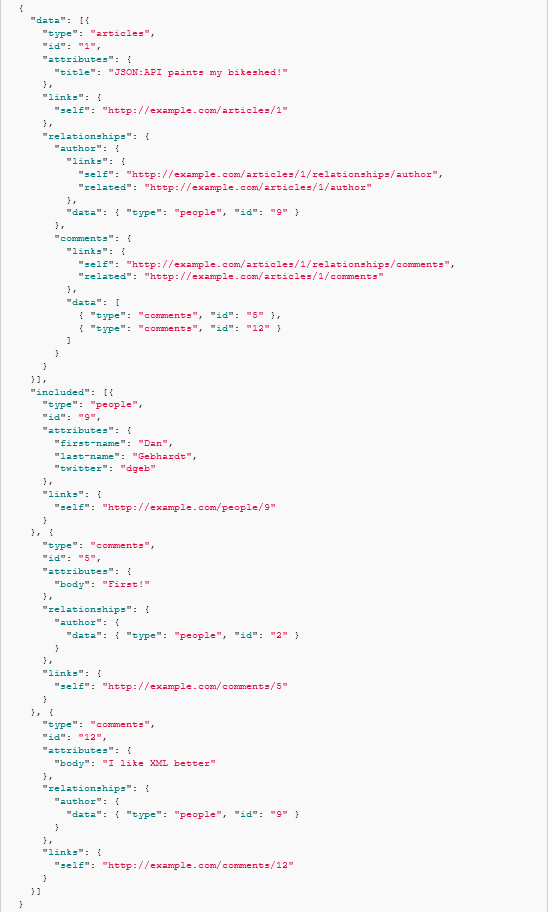 {
  "data": [{
    "type": "articles",
    "id": "1",
    "attributes": {
      "title": "JSON:API paints my bikeshed!"
    },
    "links": {
      "self": "http://example.com/articles/1"
    },
    "relationships": {
      "author": {
        "links": {
          "self": "http://example.com/articles/1/relationships/author",
          "related": "http://example.com/articles/1/author"
        },
        "data": { "type": "people", "id": "9" }
      },
      "comments": {
        "links": {
          "self": "http://example.com/articles/1/relationships/comments",
          "related": "http://example.com/articles/1/comments"
        },
        "data": [
          { "type": "comments", "id": "5" },
          { "type": "comments", "id": "12" }
        ]
      }
    }
  }],
  "included": [{
    "type": "people",
    "id": "9",
    "attributes": {
      "first-name": "Dan",
      "last-name": "Gebhardt",
      "twitter": "dgeb"
    },
    "links": {
      "self": "http://example.com/people/9"
    }
  }, {
    "type": "comments",
    "id": "5",
    "attributes": {
      "body": "First!"
    },
    "relationships": {
      "author": {
        "data": { "type": "people", "id": "2" }
      }
    },
    "links": {
      "self": "http://example.com/comments/5"
    }
  }, {
    "type": "comments",
    "id": "12",
    "attributes": {
      "body": "I like XML better"
    },
    "relationships": {
      "author": {
        "data": { "type": "people", "id": "9" }
      }
    },
    "links": {
      "self": "http://example.com/comments/12"
    }
  }]
}